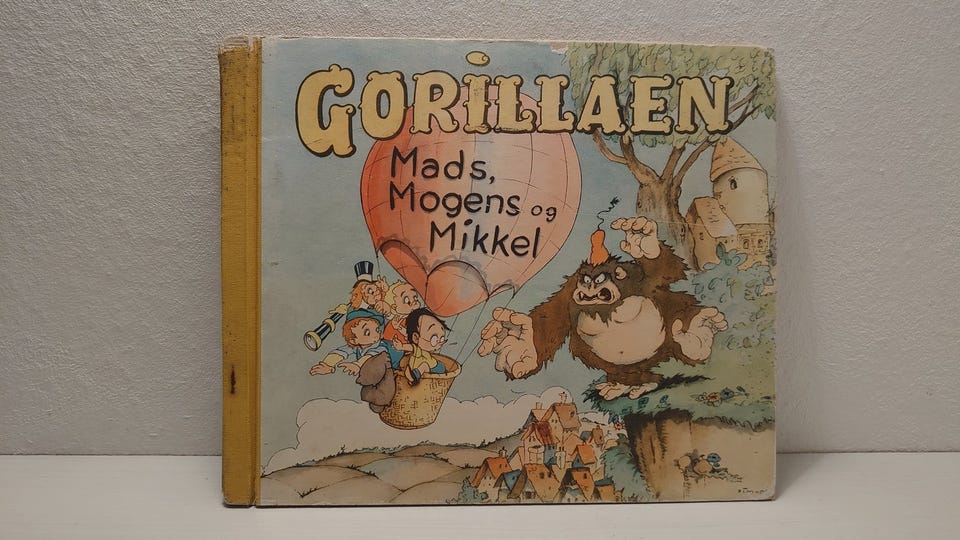 GORILLAEN
Mads,
Mogens og
Mikkel